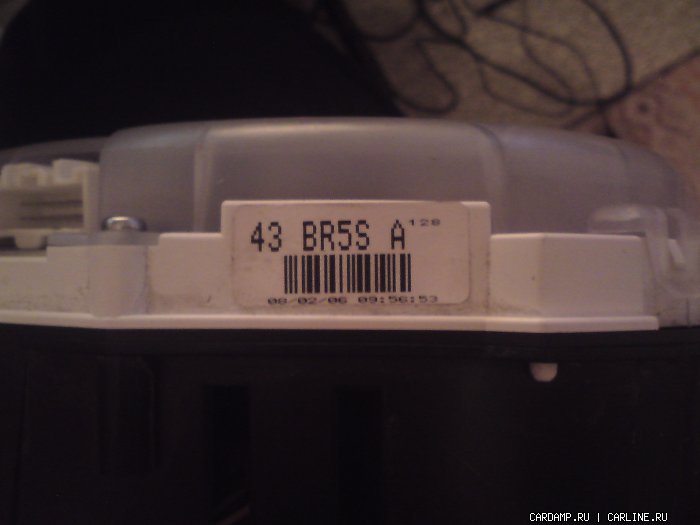 43 BR5S A 128
08/02/06 09:56:53
CARDAMP.RU | CARLINE.RU